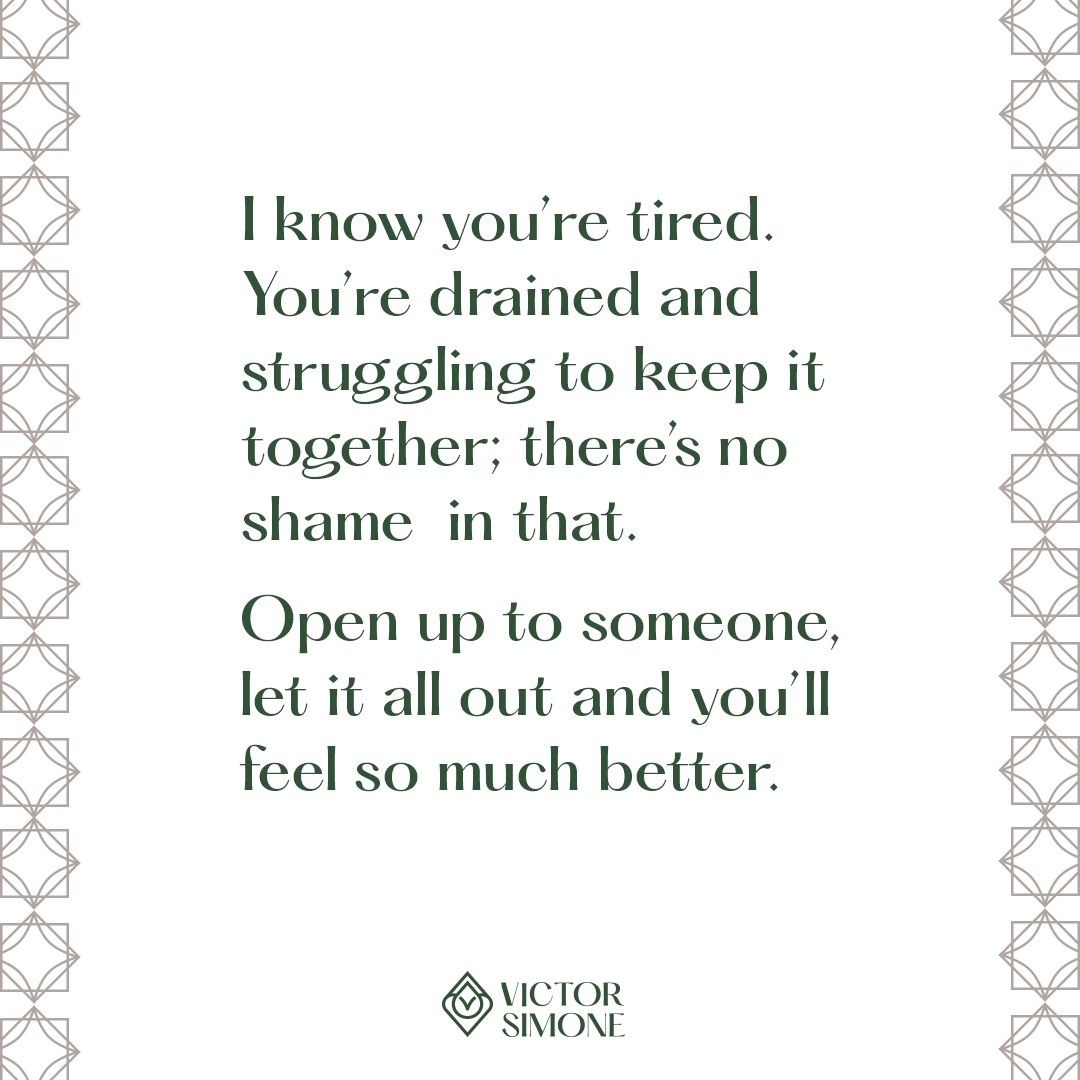 I know you're tired.
You're drained and
struggling to keep it
together; there's no
shame  in that.
Open up to someone,
let it all out and you'll
feel so much better.
VICTOR
SIMONE